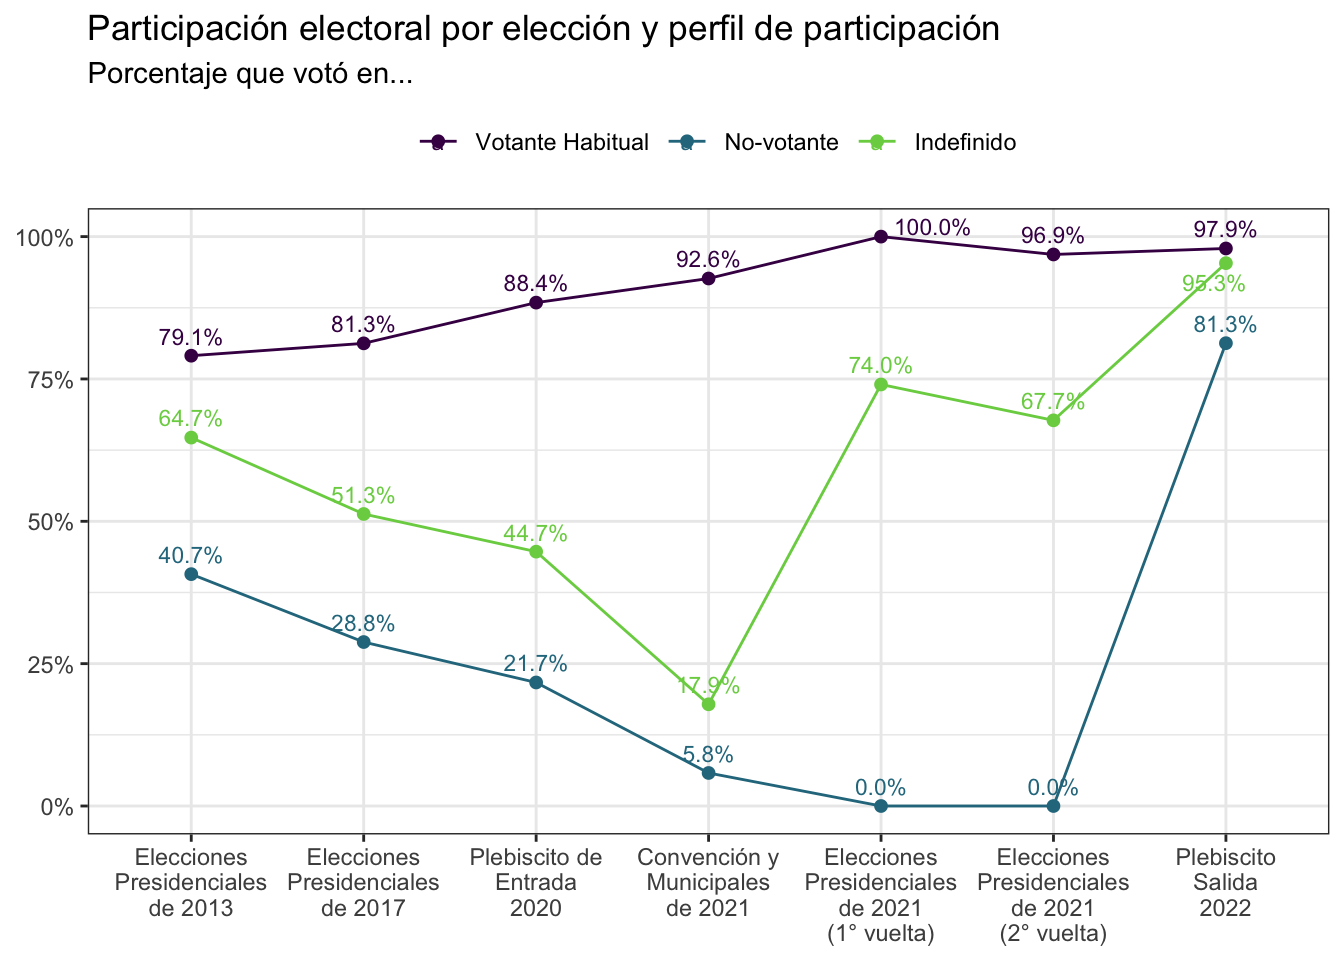 Participación electoral por elección y perfil de participación
Porcentaje que votó en...
Votante Habitual No-votante Indefinido
100%
75%
50%
25%
0%
79.1% 81.3% 88.4% 92.6% 100.0% 96.9% 97.9%
64.7% 51.3% 44.7% 17.9% 74.0% 67.7% 95.3%
40.7% 28.8% 21.7% 5.8% 0.0% 0.0% 81.3%
Elecciones
Presidenciales
de 2013
Elecciones
Presidenciales
de 2017
Plebiscito de
Entrada
2020
Convención y
Municipales
de 2021
Elecciones
Presidenciales
de 2021
(1° vuelta)
Elecciones
Presidenciales
de 2021
(2° vuelta)
Plebiscito
Salida
2022